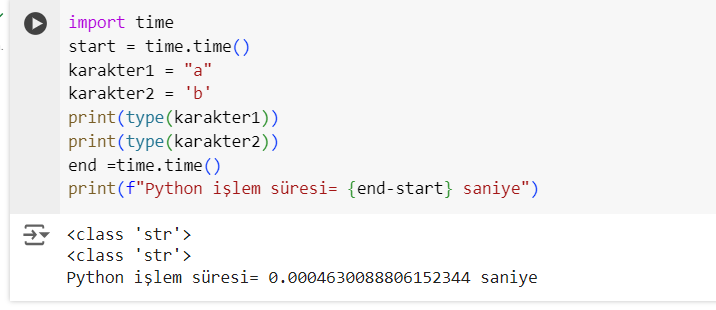 import time
start = time.time()
karakter1 = "a"
karakter2 = 'b'
print(type(karakter1))
print(type(karakter2))
end =time.time()
print(f"Python işlem süresi= {end-start} saniye")
<class 'str'>
<class 'str'>
Python işlem süresi= 0.0004630088806152344 saniye